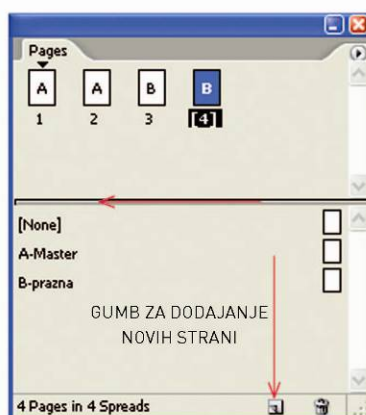 Pages
A A B B
1 2 3 [4]
[None]
A-Master
B-prazna
GUMB ZA DODAJANJE
NOVIH STRANI
4 Pages in 4 Spreads